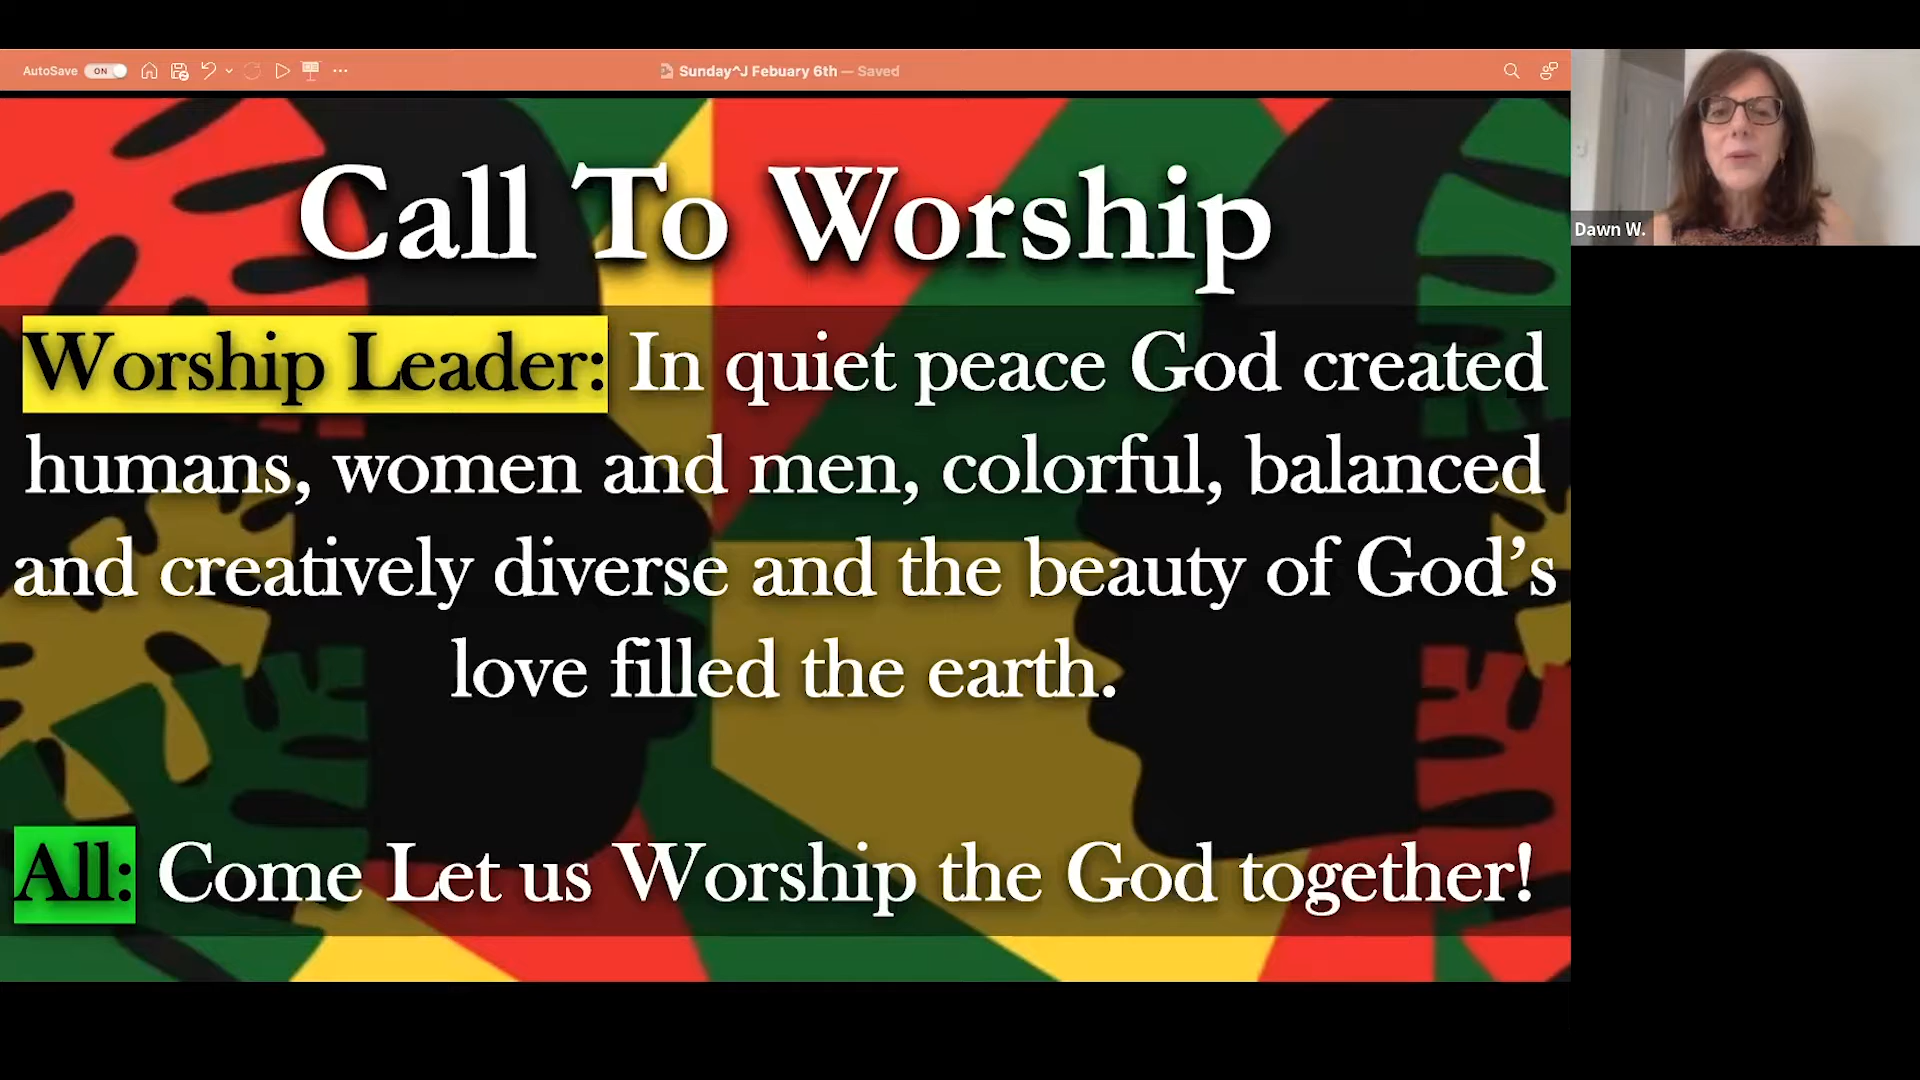 AutoSave ON
Sunday^J Febuary 6th — Saved
Call To Worship
Worship Leader: In quiet peace God created
humans, women and men, colorful, balanced
and creatively diverse and the beauty of God’s
love filled the earth.
All: Come Let us Worship the God together!
Dawn W.